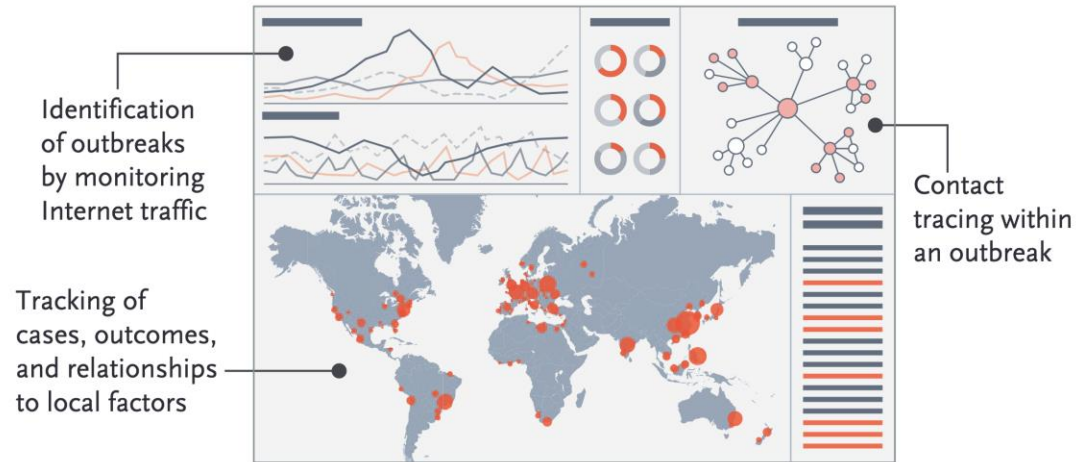 Identification
of outbreaks
by monitoring
Internet traffic
Contact
tracing within
an outbreak
Tracking of
cases, outcomes,
and relationships
to local factors